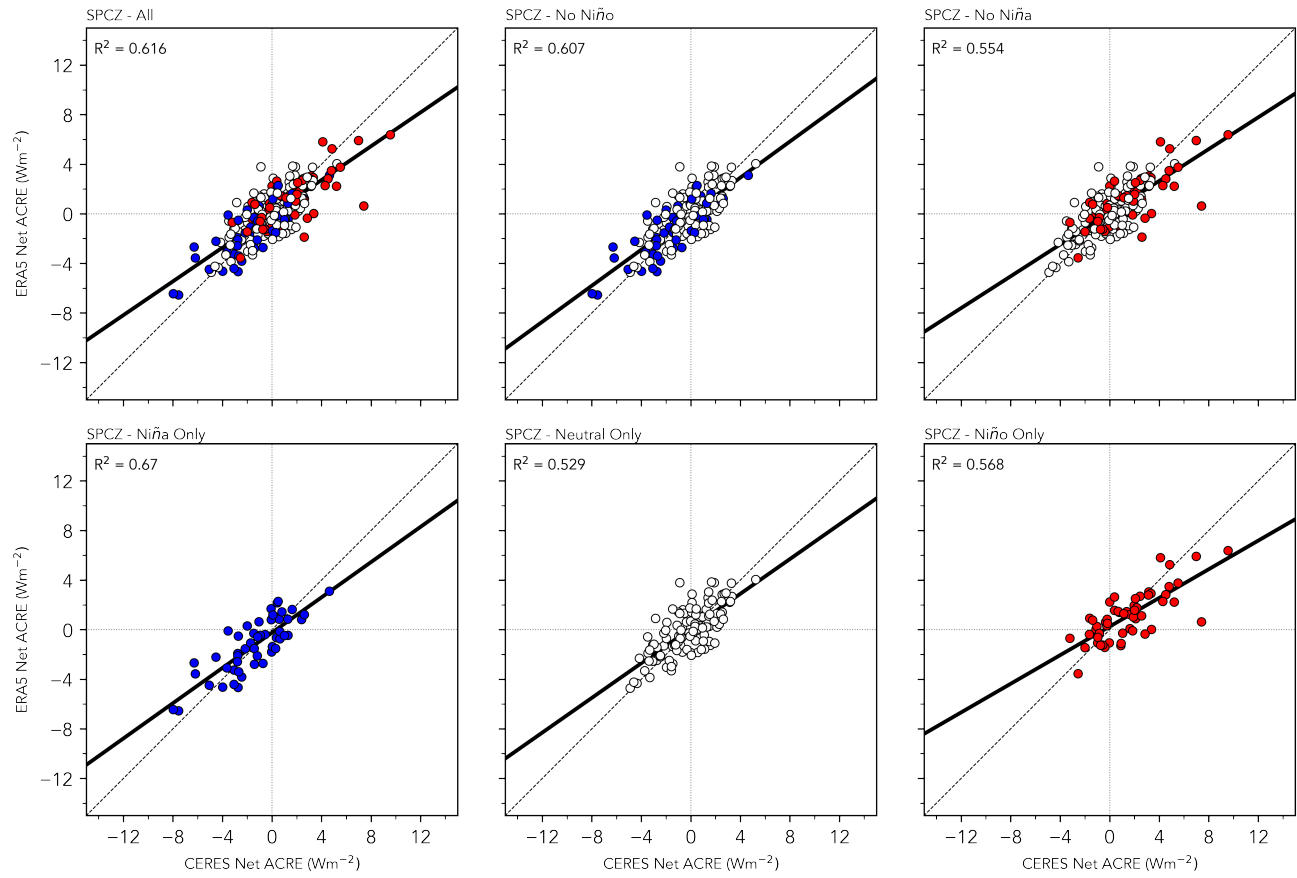 SPCZ - All
SPCZ - No Niño
SPCZ - No Niña
R² = 0.616
R² = 0.607
R² = 0.554
ERA5 Net ACRE (Wm⁻²)
12
8
4
0
−4
−8
−12
SPCZ - Niña Only
SPCZ - Neutral Only
SPCZ - Niño Only
R² = 0.67
R² = 0.529
R² = 0.568
ERA5 Net ACRE (Wm⁻²)
12
8
4
0
−4
−8
−12
−12 −8 −4 0 4 8 12
−12 −8 −4 0 4 8 12
−12 −8 −4 0 4 8 12
CERES Net ACRE (Wm⁻²)
CERES Net ACRE (Wm⁻²)
CERES Net ACRE (Wm⁻²)